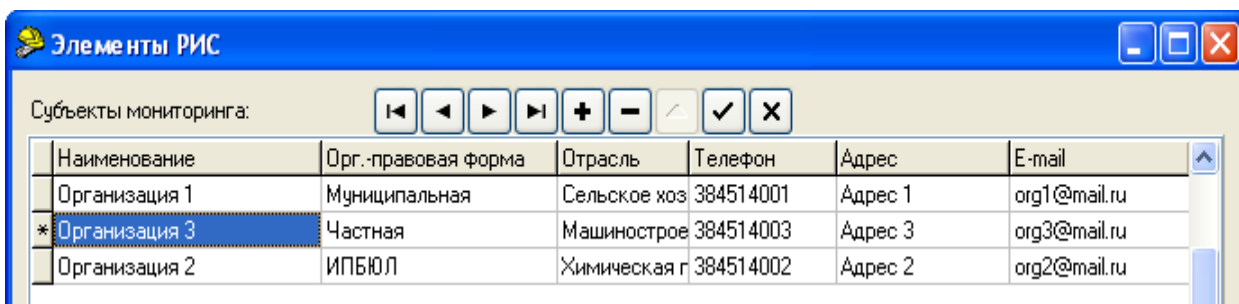 Элементы РИС
Субъекты мониторинга:
Наименование Орг.-правовая форма Отрасль Телефон Адрес E-mail
Организация 1 Муниципальная Сельское хоз 384514001 Адрес 1 org1@mail.ru
* Организация 3 Частная Машинострое 384514003 Адрес 3 org3@mail.ru
Организация 2 ИПБЮЛ Химическая п 384514002 Адрес 2 org2@mail.ru